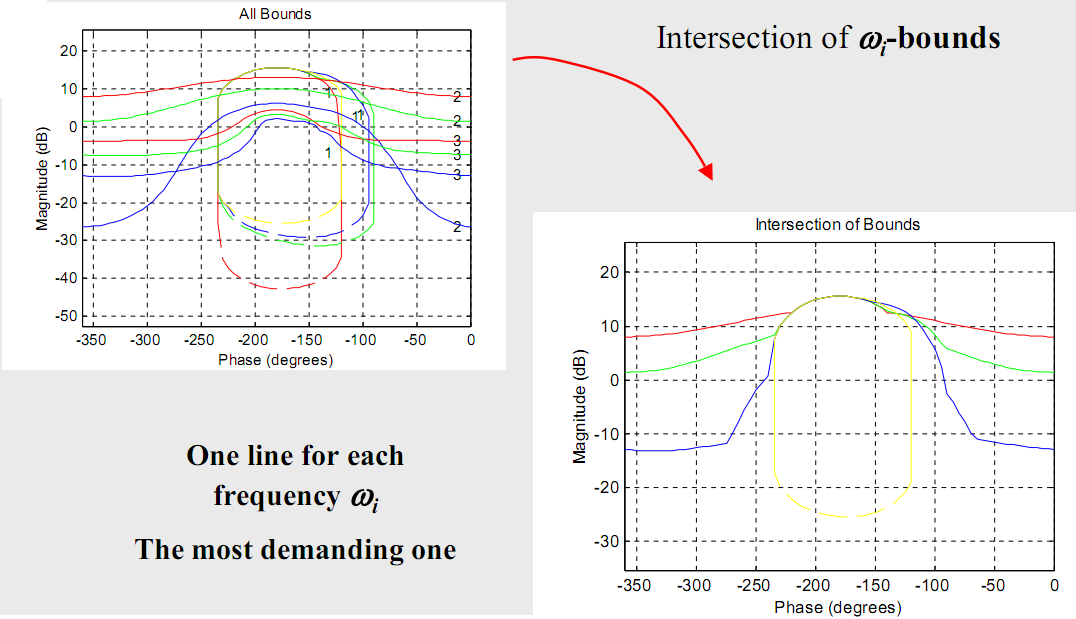 All Bounds
20
10
0
-10
-20
-30
-40
-50
Magnitude (dB)
-350 -300 -250 -200 -150 -100 -50 0
Phase (degrees)
1
11
1
2
2
3
3
3
2
Intersection of ωi-bounds
One line for each
frequency ωi
The most demanding one
Intersection of Bounds
20
10
0
-10
-20
-30
Magnitude (dB)
-350 -300 -250 -200 -150 -100 -50 0
Phase (degrees)